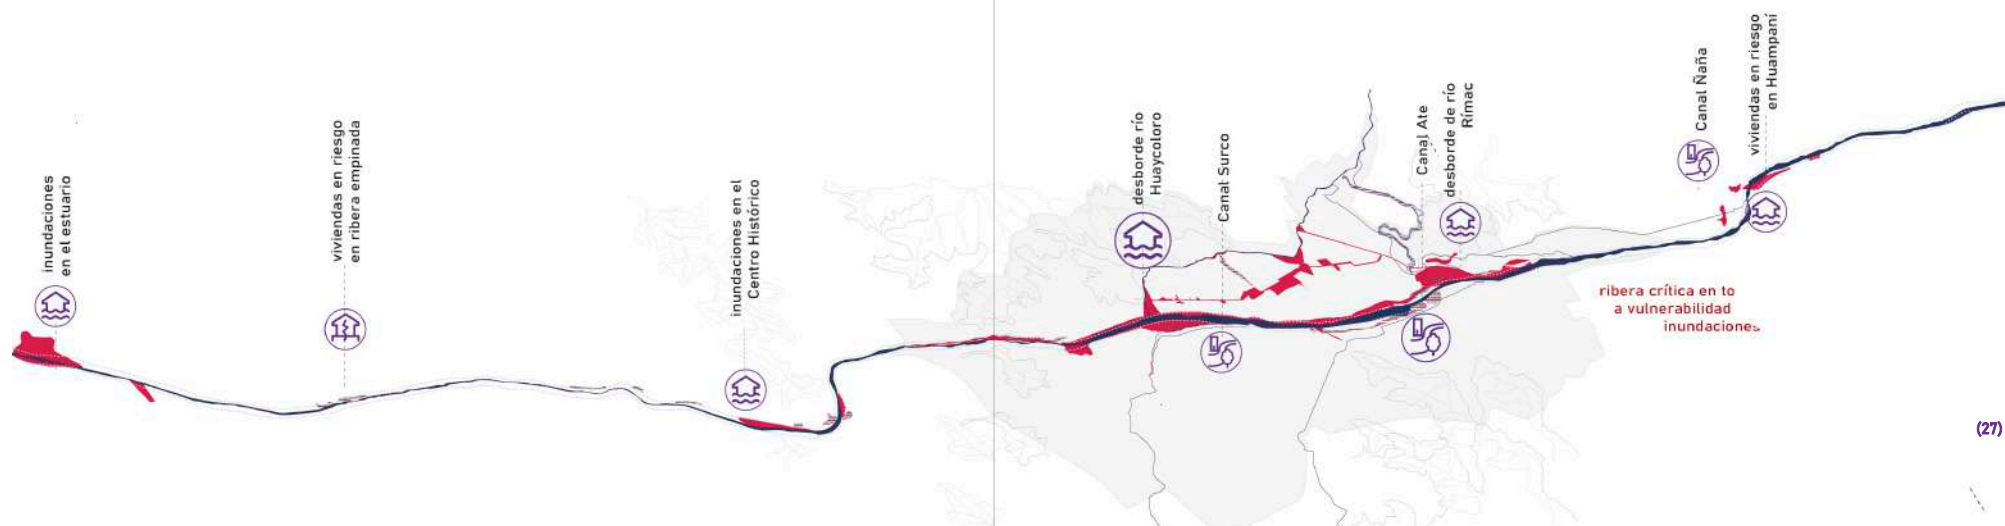 inundaciones
en el estuario
viviendas en riesgo
en ribera empinada
inundaciones en el
Centro Histórico
desborde río
Huaycoloro
Canal Surco
Canal Ate
desborde de río
Rímac
Canal Ñaña
viviendas en riesgo
en Huampaní
ribera crítica en to
a vulnerabilidad
inundaciones
(27)